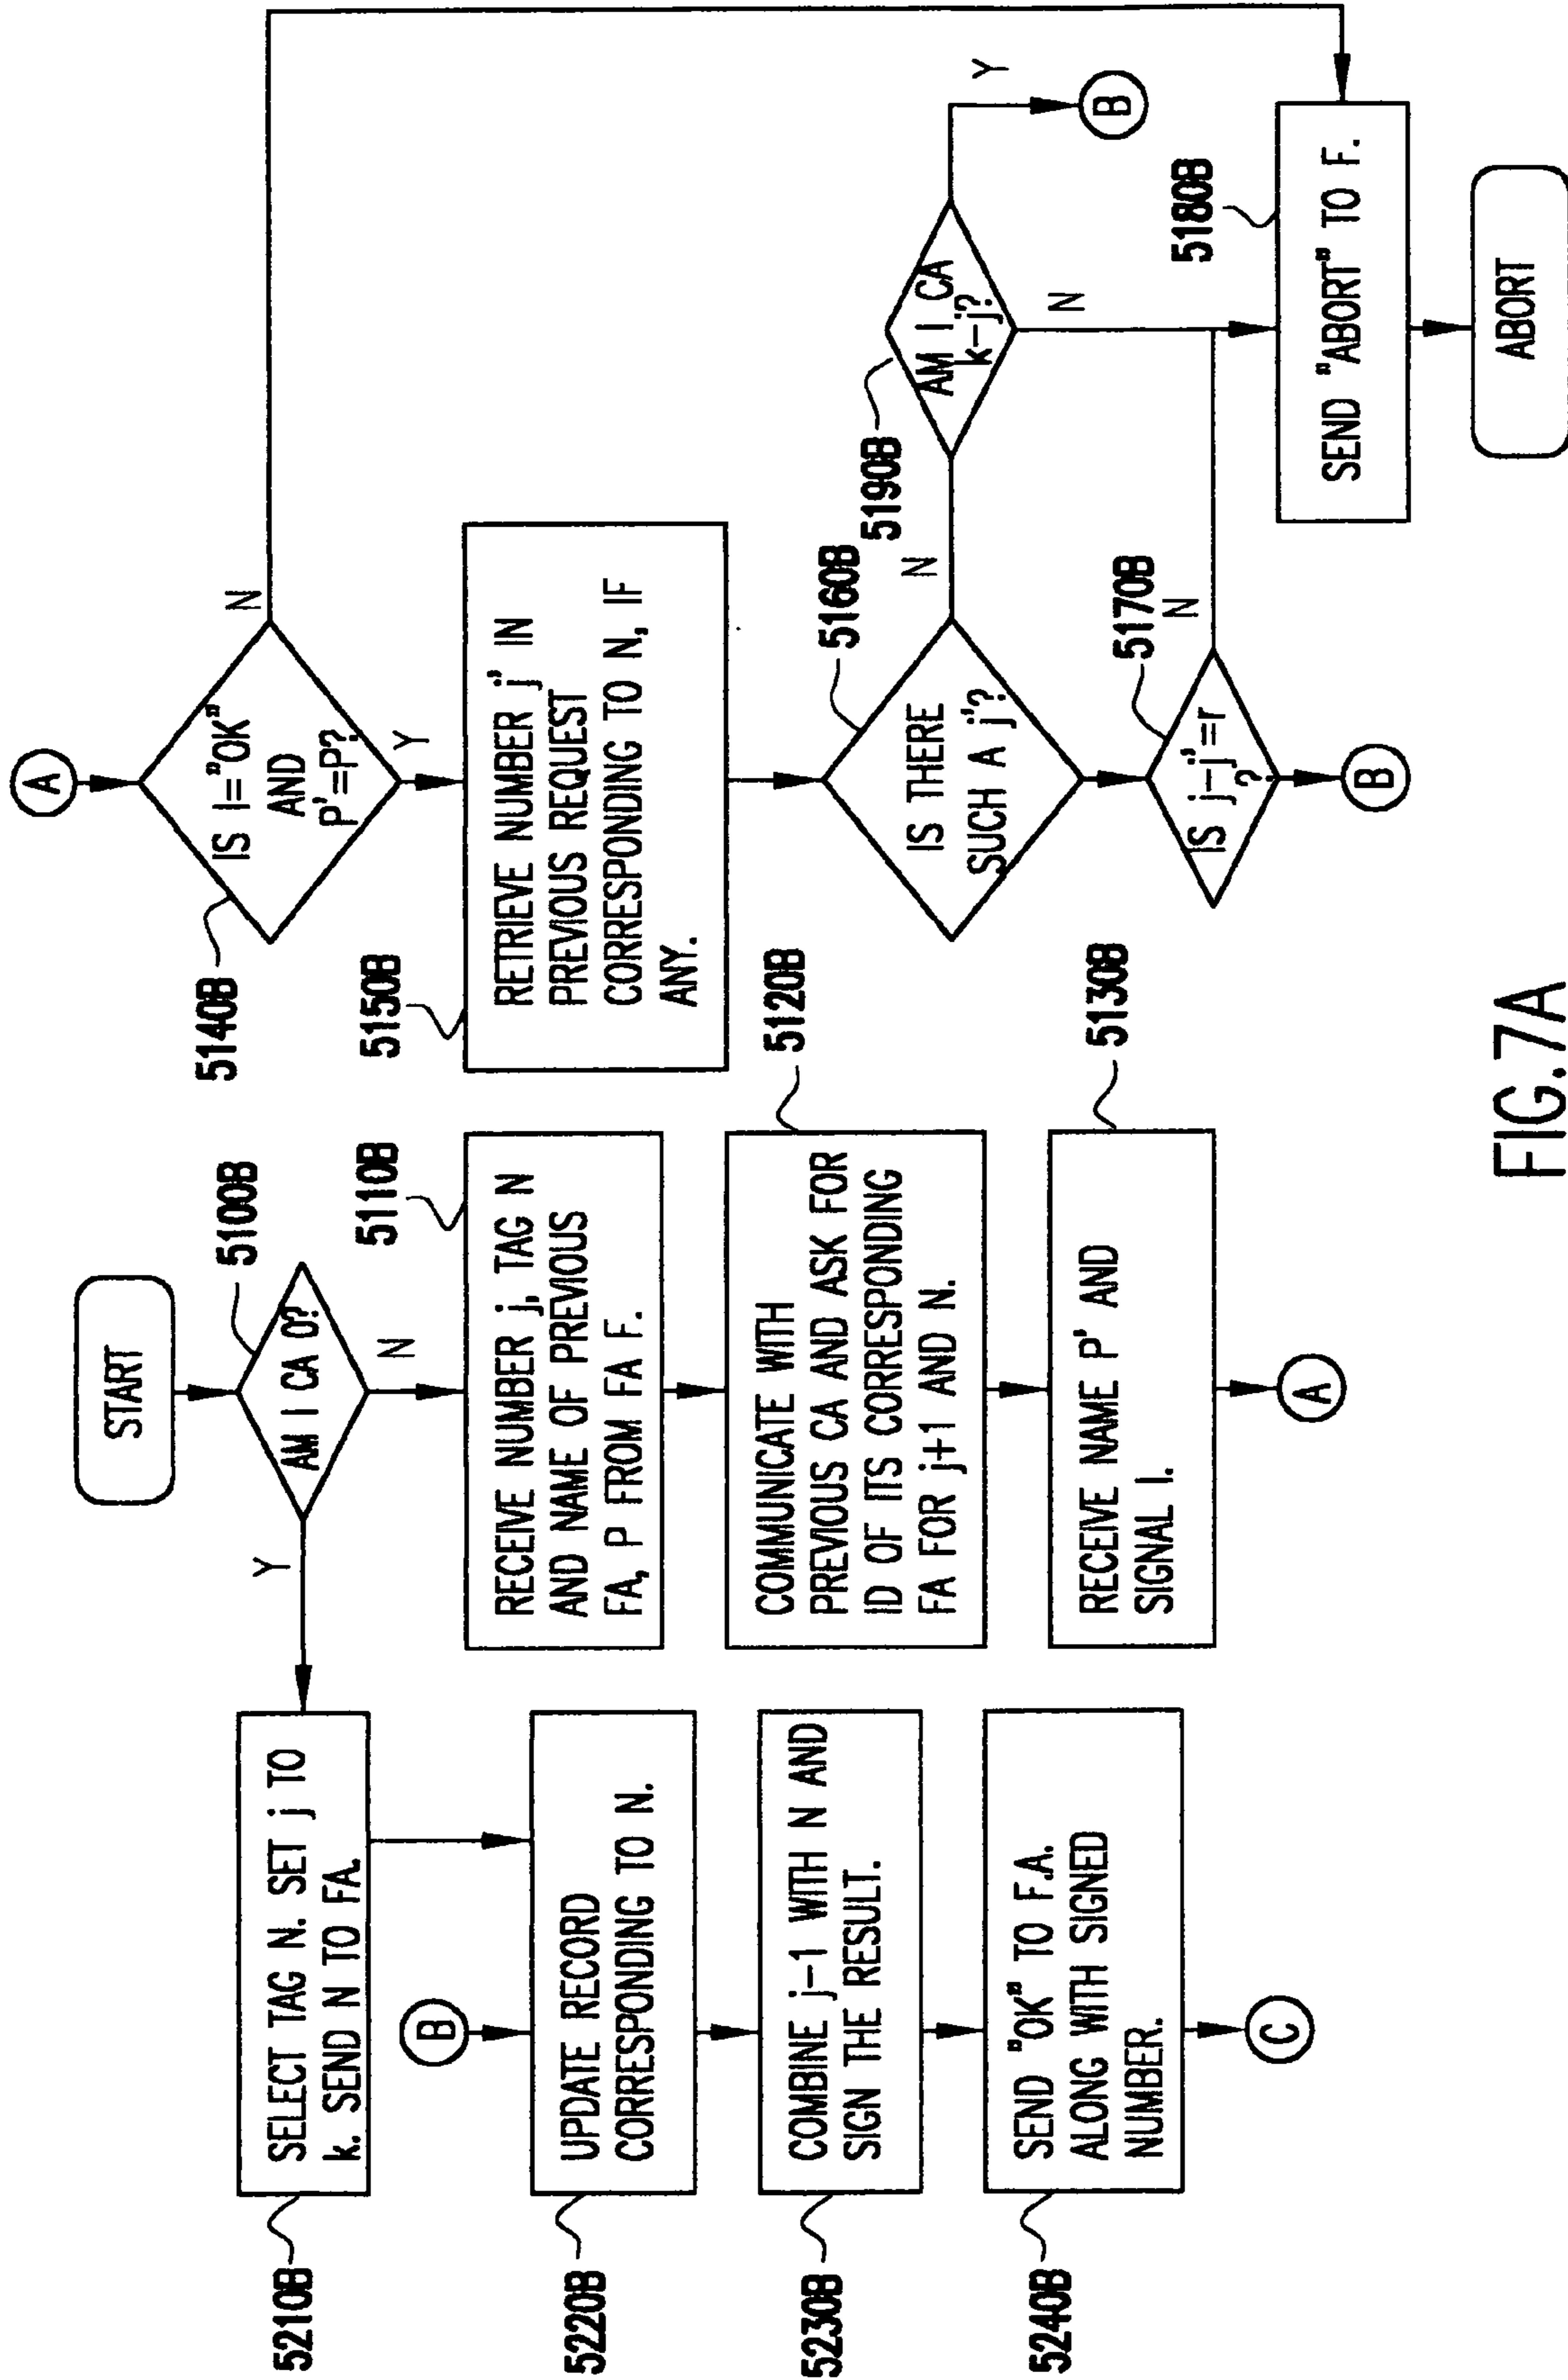 START
5100B
AM I CA 0?
Y
N
5210B
SELECT TAG N. SET j TO
k. SEND N TO FA.
B
5220B
UPDATE RECORD
CORRESPONDING TO N.
5230B
COMBINE j-1 WITH N AND
SIGN THE RESULT.
5240B
SEND "OK" TO F.A.
ALONG WITH SIGNED
NUMBER.
C
5110B
RECEIVE NUMBER j, TAG N
AND NAME OF PREVIOUS
FA, P FROM FA F.
5120B
COMMUNICATE WITH
PREVIOUS CA AND ASK FOR
ID OF ITS CORRESPONDING
FA FOR j+1 AND N.
5130B
RECEIVE NAME P' AND
SIGNAL I.
A
A
5140B
IS I="OK"
AND
P'=P?
N
Y
5150B
RETRIEVE NUMBER j' IN
PREVIOUS REQUEST
CORRESPONDING TO N, IF
ANY.
5160B
IS THERE
SUCH A j'?
N
5190B
AM I CA
k-j?
Y
B
N
5170B
IS j-j'=r
?
N
B
5180B
SEND "ABORT" TO F.
ABORT
FIG.7A